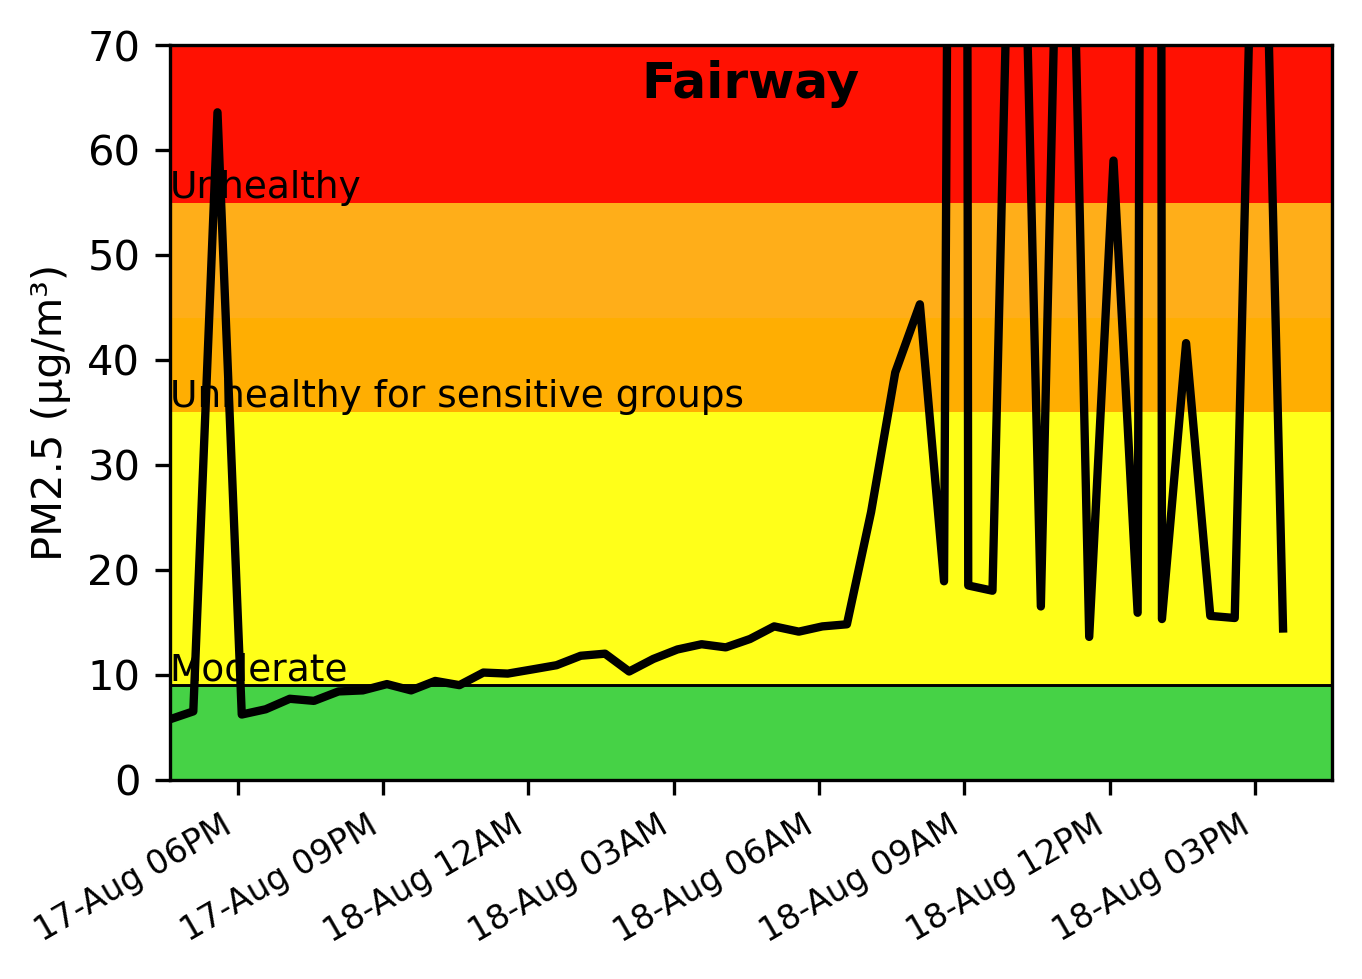 Fairway
70
60
50
40
30
20
10
0
PM2.5 (µg/m³)
Unhealthy
Unhealthy for sensitive groups
Moderate
17-Aug 06PM
17-Aug 09PM
18-Aug 12AM
18-Aug 03AM
18-Aug 06AM
18-Aug 09AM
18-Aug 12PM
18-Aug 03PM